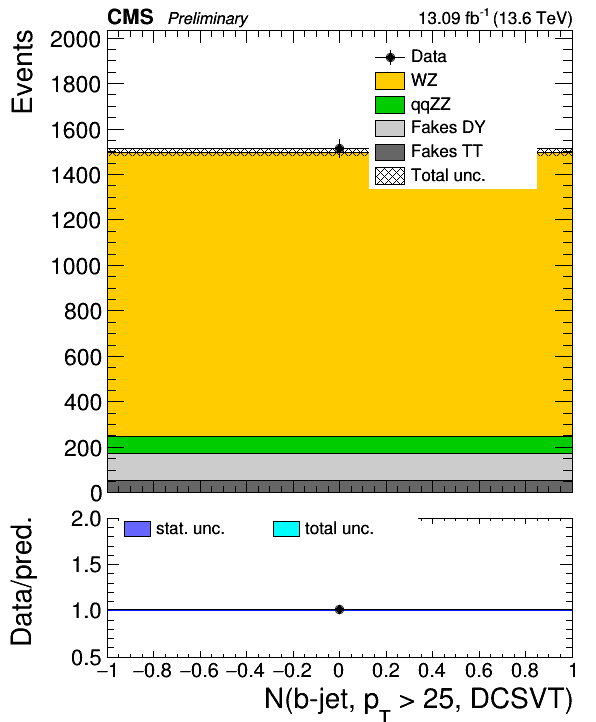 CMS Preliminary 13.09 fb⁻¹ (13.6 TeV)
Events
2000
1800
1600
1400
1200
1000
800
600
400
200
0
Data
WZ
qqZZ
Fakes DY
Fakes TT
Total unc.
Data/pred.
2.0
1.5
1.0
0.5
stat. unc. total unc.
−1 −0.8 −0.6 −0.4 −0.2 0 0.2 0.4 0.6 0.8 1
N(b-jet, p_T > 25, DCSVT)